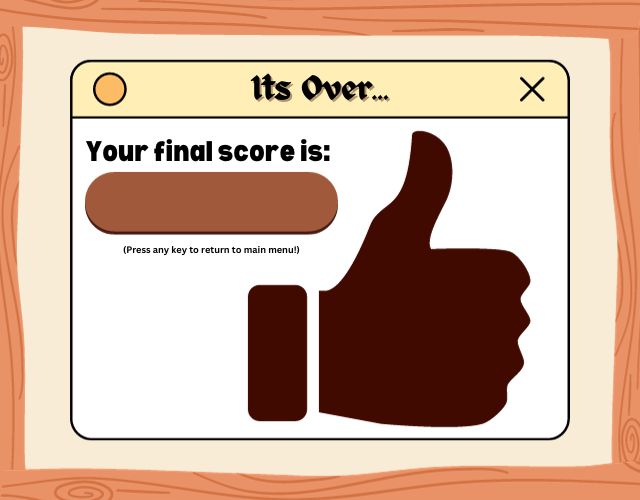 Its Over...
Your final score is:
(Press any key to return to main menu!)